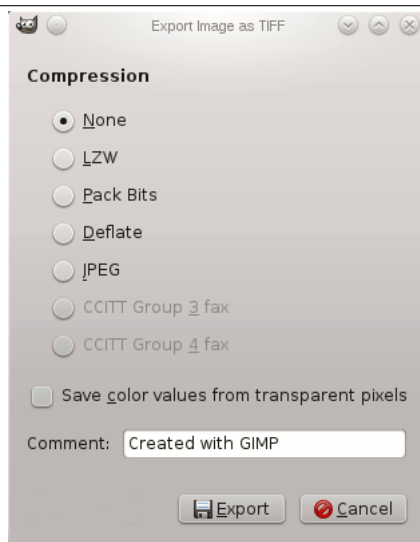 Export Image as TIFF
Compression
None
LZW
Pack Bits
Deflate
JPEG
CCITT Group 3 fax
CCITT Group 4 fax
Save color values from transparent pixels
Comment: Created with GIMP
Export Cancel